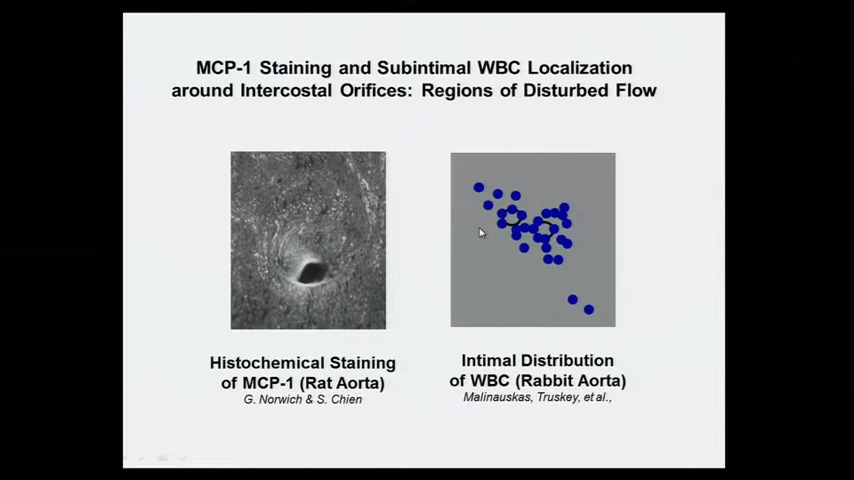 MCP-1 Staining and Subintimal WBC Localization
around Intercostal Orifices: Regions of Disturbed Flow
Histochemical Staining
of MCP-1 (Rat Aorta)
G. Norwich & S. Chien
Intimal Distribution
of WBC (Rabbit Aorta)
Malinauskas, Truskey, et al.,